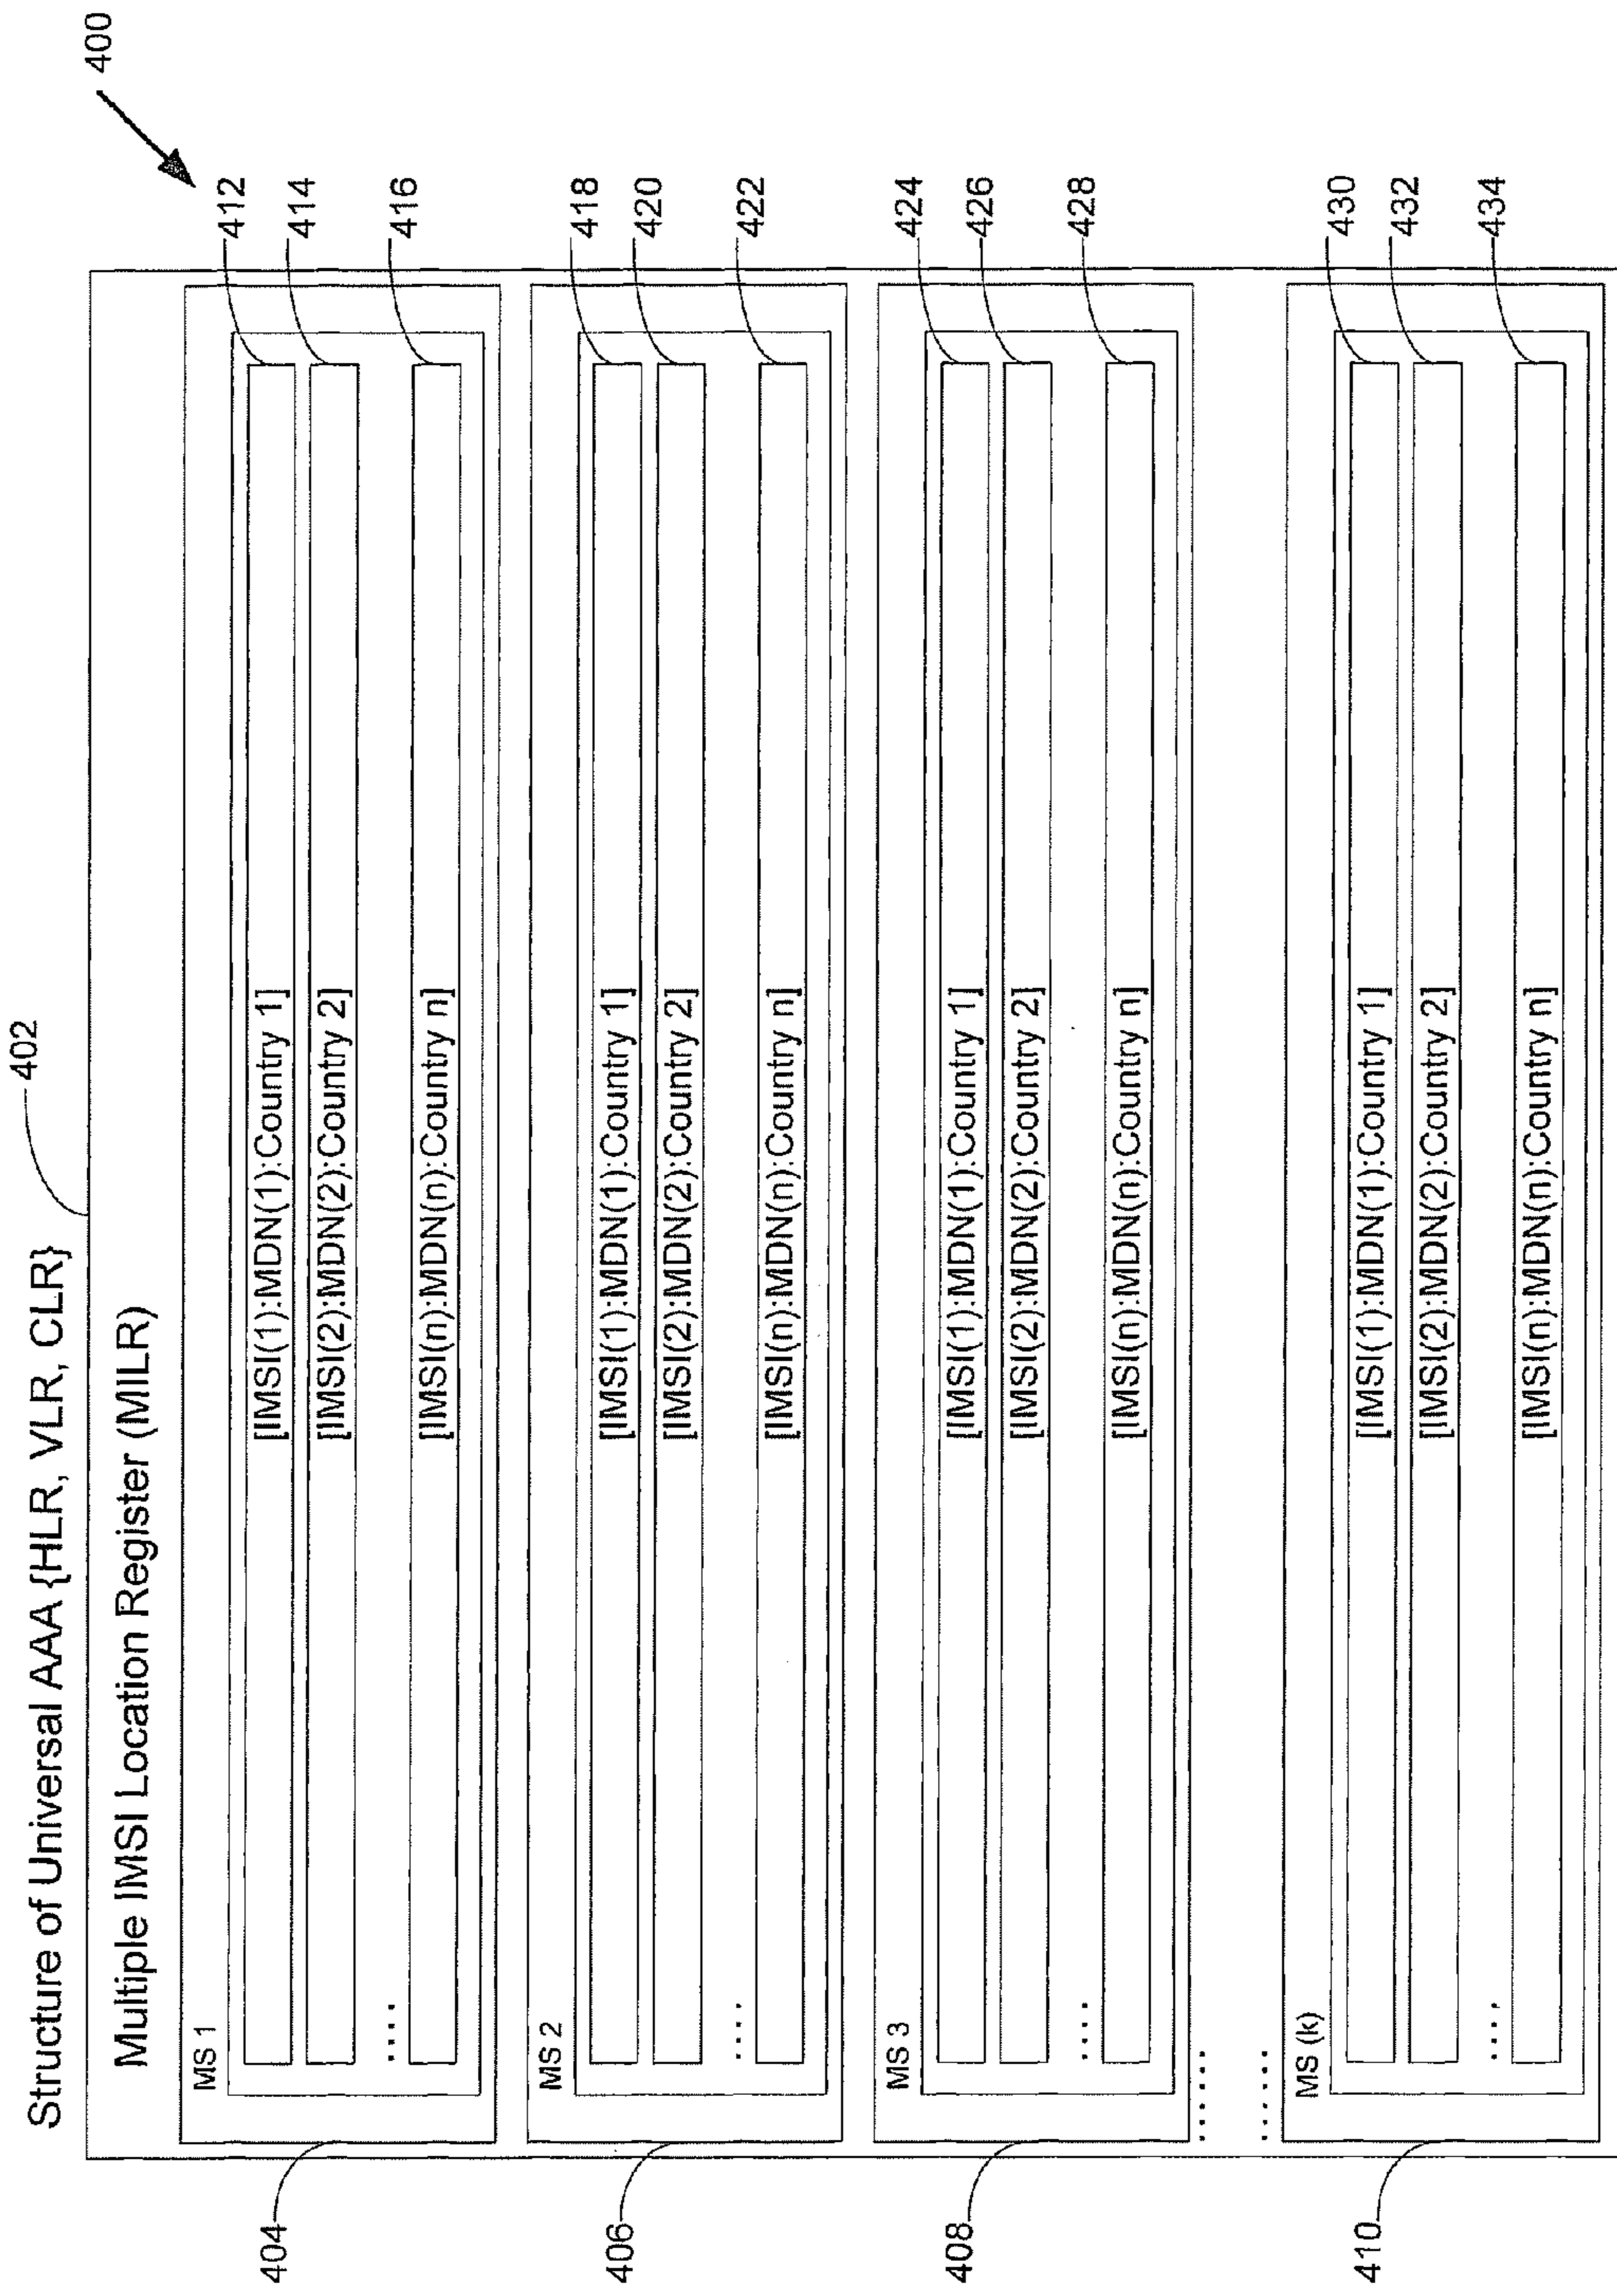 Structure of Universal AAA {HLR, VLR, CLR}
402
400
Multiple IMSI Location Register (MILR)
404
MS 1
[IMSI(1):MDN(1):Country 1]
412
[IMSI(2):MDN(2):Country 2]
414
....
[IMSI(n):MDN(n):Country n]
416
406
MS 2
[IMSI(1):MDN(1):Country 1]
418
[IMSI(2):MDN(2):Country 2]
420
....
[IMSI(n):MDN(n):Country n]
422
408
MS 3
[IMSI(1):MDN(1):Country 1]
424
[IMSI(2):MDN(2):Country 2]
426
....
[IMSI(n):MDN(n):Country n]
428
......
......
410
MS (k)
[IMSI(1):MDN(1):Country 1]
430
[IMSI(2):MDN(2):Country 2]
432
....
[IMSI(n):MDN(n):Country n]
434